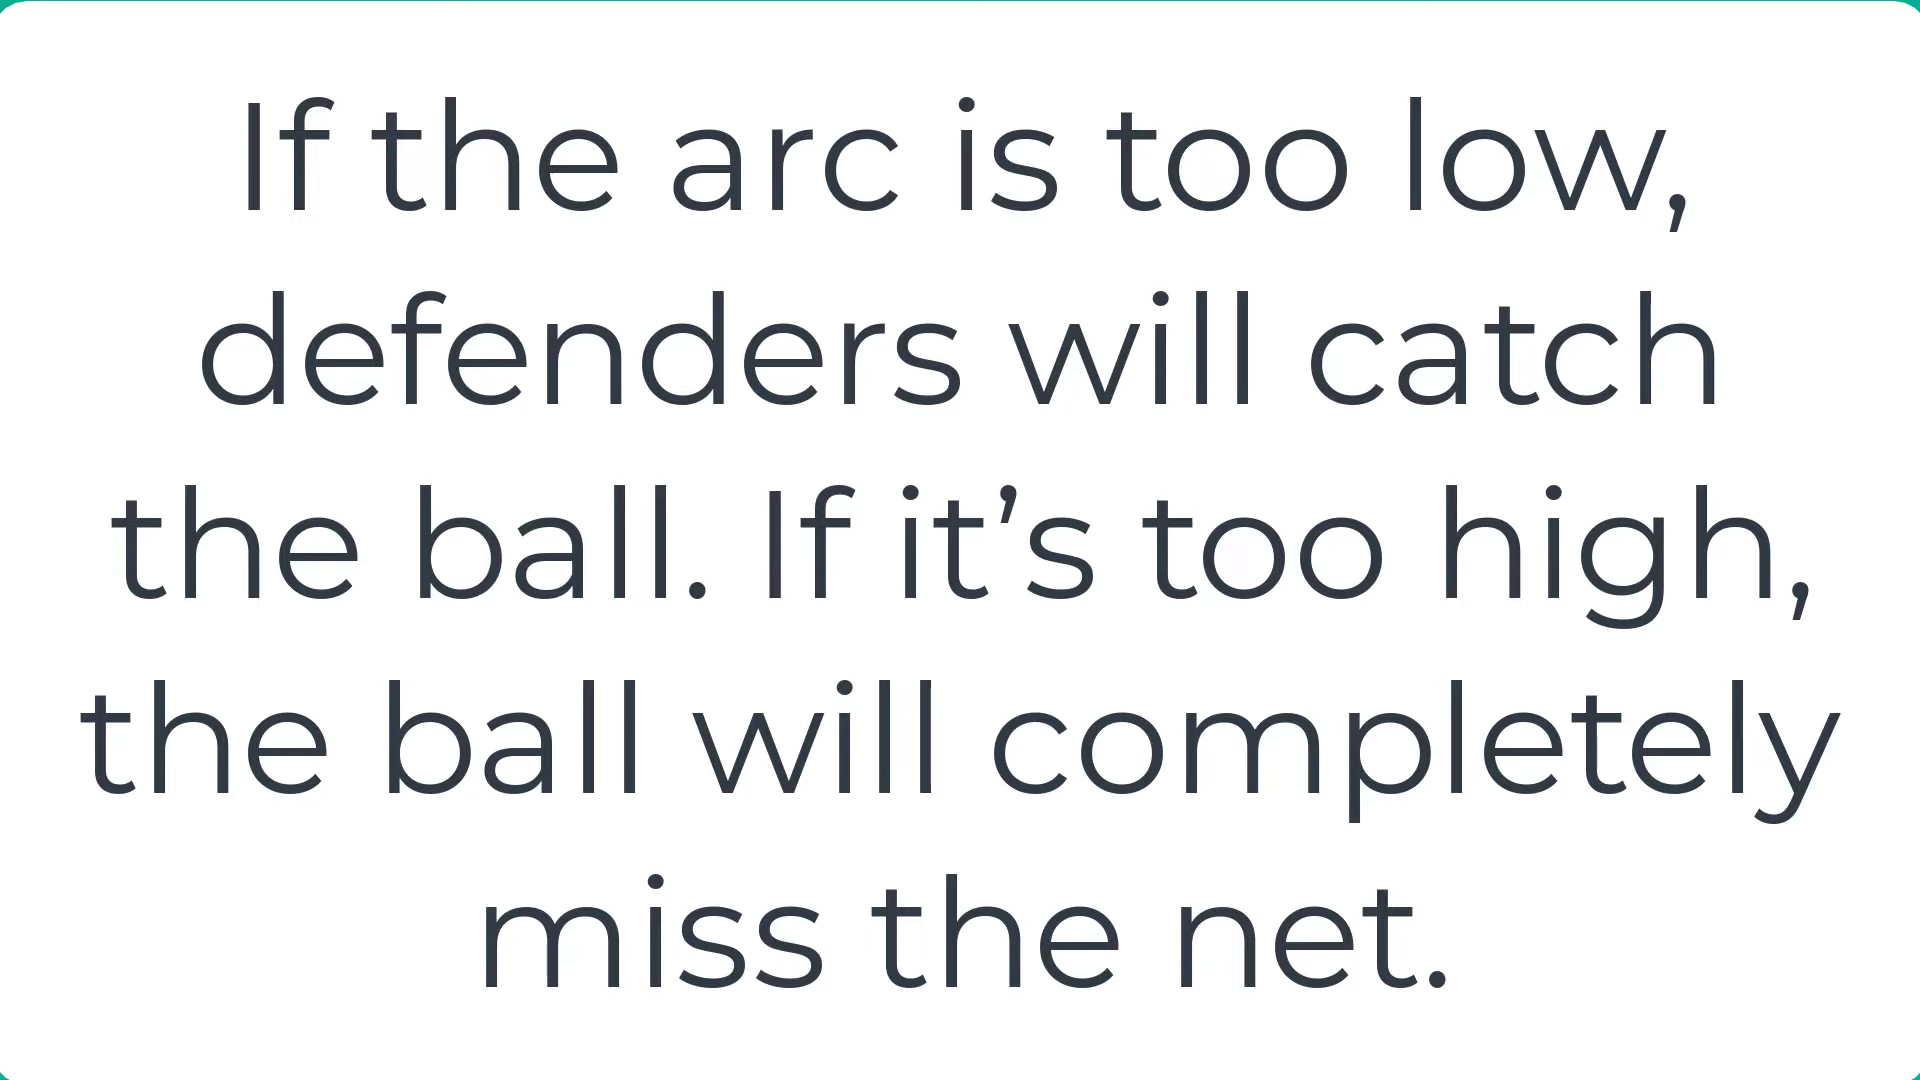 If the arc is too low,
defenders will catch
the ball. If it’s too high,
the ball will completely
miss the net.